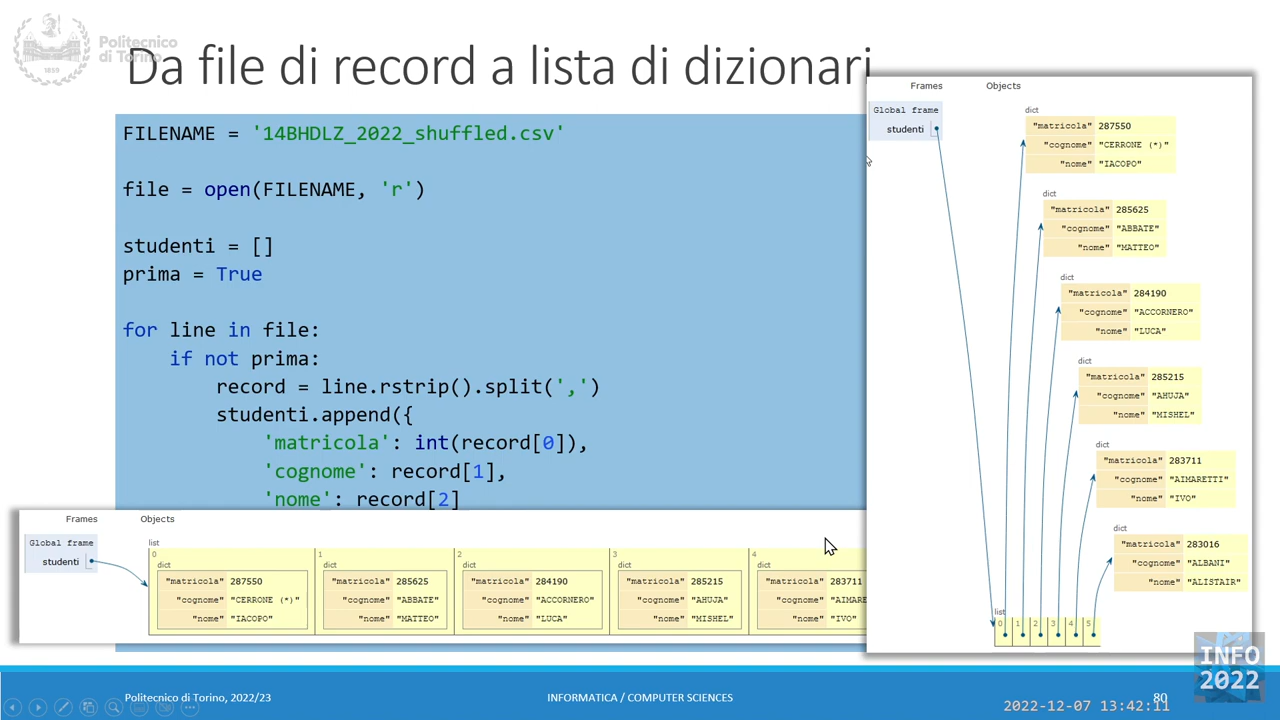 Politecnico
di Torino
1859
Da file di record a lista di dizionari
FILENAME = '14BHDLZ_2022_shuffled.csv'
file = open(FILENAME, 'r')
studenti = []
prima = True
for line in file:
if not prima:
record = line.rstrip().split(',')
studenti.append({
'matricola': int(record[0]),
'cognome': record[1],
'nome': record[2]
Frames Objects
Global frame
studenti
list
0 1 2 3 4
dict dict dict dict dict
"matricola" 287550 "matricola" 285625 "matricola" 284190 "matricola" 285215 "matricola" 283711
"cognome" "CERRONE (*)" "cognome" "ABBATE" "cognome" "ACCORNERO" "cognome" "AHUJA" "cognome" "AIMARE
"nome" "IACOPO" "nome" "MATTEO" "nome" "LUCA" "nome" "MISHEL" "nome" "IVO"
Frames Objects
Global frame
studenti
dict
"matricola" 287550
"cognome" "CERRONE (*)"
"nome" "IACOPO"
dict
"matricola" 285625
"cognome" "ABBATE"
"nome" "MATTEO"
dict
"matricola" 284190
"cognome" "ACCORNERO"
"nome" "LUCA"
dict
"matricola" 285215
"cognome" "AHUJA"
"nome" "MISHEL"
dict
"matricola" 283711
"cognome" "AIMARETTI"
"nome" "IVO"
dict
"matricola" 283016
"cognome" "ALBANI"
"nome" "ALISTAIR"
list
0 1 2 3 4 5
INFO
2022
Politecnico di Torino, 2022/23 INFORMATICA / COMPUTER SCIENCES 80
2022-12-07 13:42:11